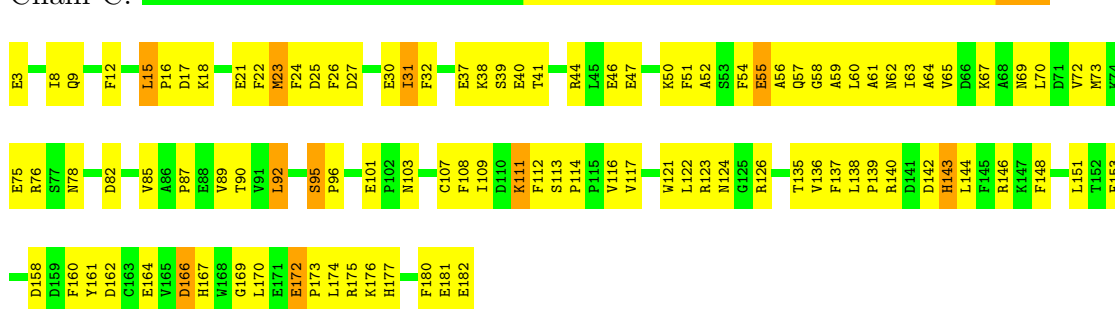 Chain C:
E3 I8 Q9 F12 L15 P16 D17 K18 E21 F22 M23 F24 D25 F26 D27 E30 I31 F32 E37 K38 S39 E40 T41 R44 L45 E46 E47 K50 F51 A52 S53 F54 E55 A56 Q57 G58 A59 L60 A61 N62 I63 A64 V65 D66 K67 A68 N69 L70 D71 V72 M73 K74
E75 R76 S77 N78 D82 V85 A86 P87 E88 V89 T90 V91 L92 S95 P96 E101 P102 N103 C107 F108 I109 D110 K111 F112 S113 P114 P115 V116 V117 W121 L122 R123 N124 G125 R126 T135 V136 F137 L138 P139 R140 D141 D142 H143 L144 F145 R146 K147 F148 L151 T152 E153
D158 D159 F160 Y161 D162 C163 E164 V165 D166 H167 W168 G169 L170 E171 E172 P173 L174 R175 K176 H177 F180 E181 E182